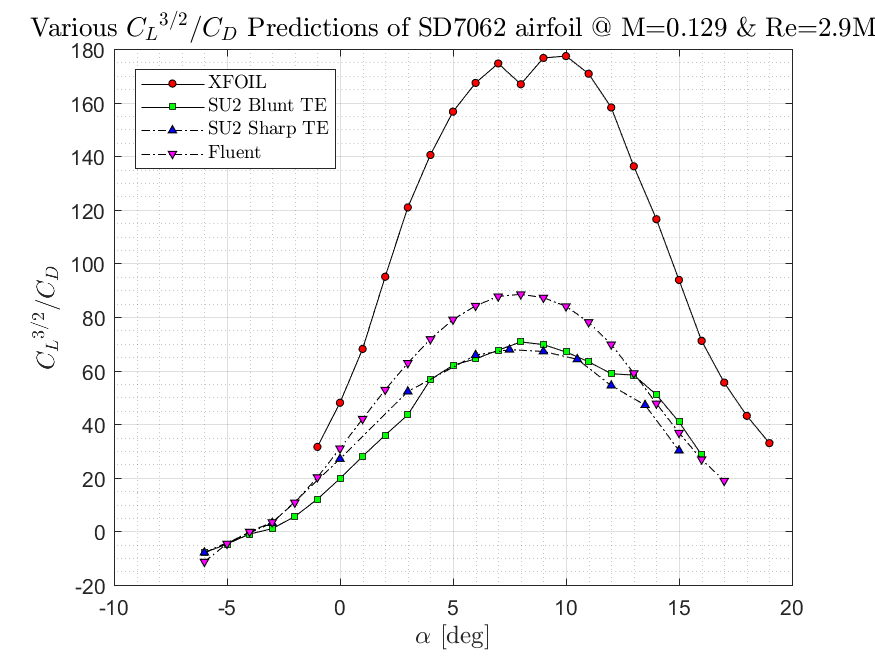 Various C_L^{3/2}/C_D Predictions of SD7062 airfoil @ M=0.129 & Re=2.9M
XFOIL
SU2 Blunt TE
SU2 Sharp TE
Fluent
C_L^{3/2}/C_D
180
160
140
120
100
80
60
40
20
0
-20
-10 -5 0 5 10 15 20
α [deg]